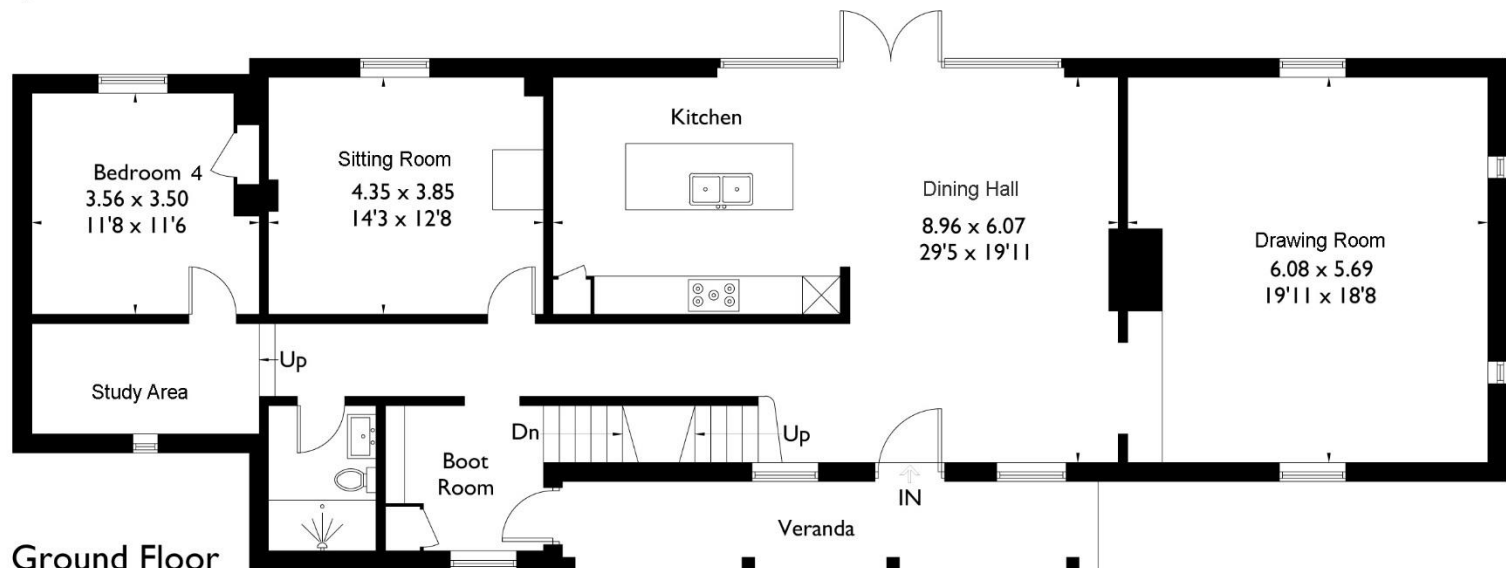 Kitchen
Bedroom 4
3.56 x 3.50
11'8 x 11'6
Sitting Room
4.35 x 3.85
14'3 x 12'8
Dining Hall
8.96 x 6.07
29'5 x 19'11
Drawing Room
6.08 x 5.69
19'11 x 18'8
Up
Study Area
Dn
Up
Boot
Room
IN
Veranda
Ground Floor